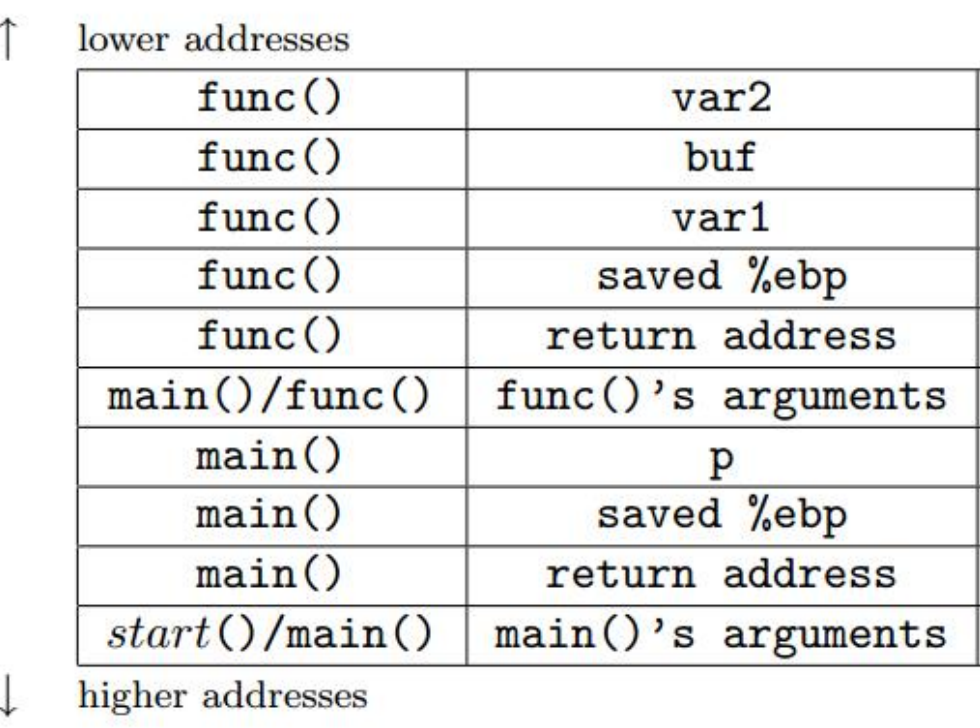 ↑ lower addresses
func() var2
func() buf
func() var1
func() saved %ebp
func() return address
main()/func() func()'s arguments
main() p
main() saved %ebp
main() return address
start()/main() main()'s arguments
↓ higher addresses